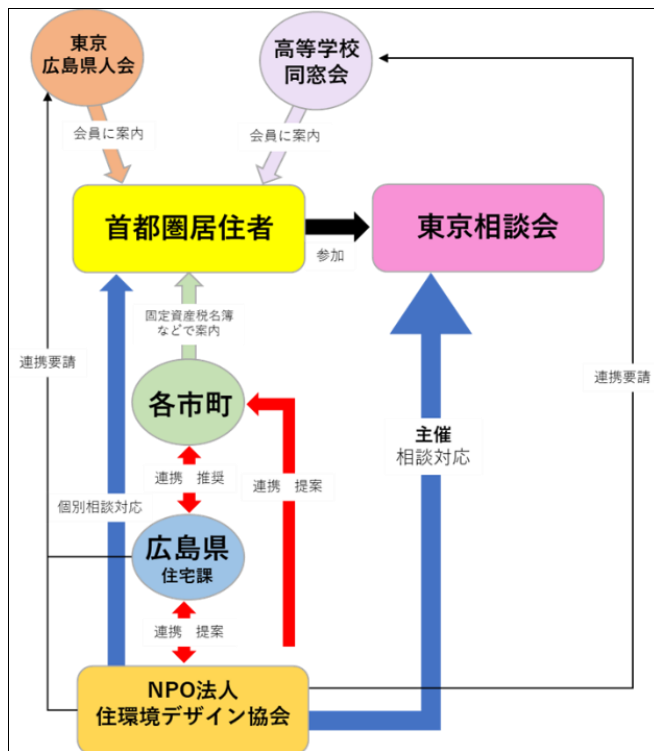 東京
広島県人会
高等学校
同窓会
会員に案内
会員に案内
首都圏居住者
参加
東京相談会
固定資産税名簿
などで案内
連携要請
連携要請
各市町
主催
相談対応
連携　推奨
連携　提案
個別相談対応
広島県
住宅課
連携　提案
NPO法人
住環境デザイン協会